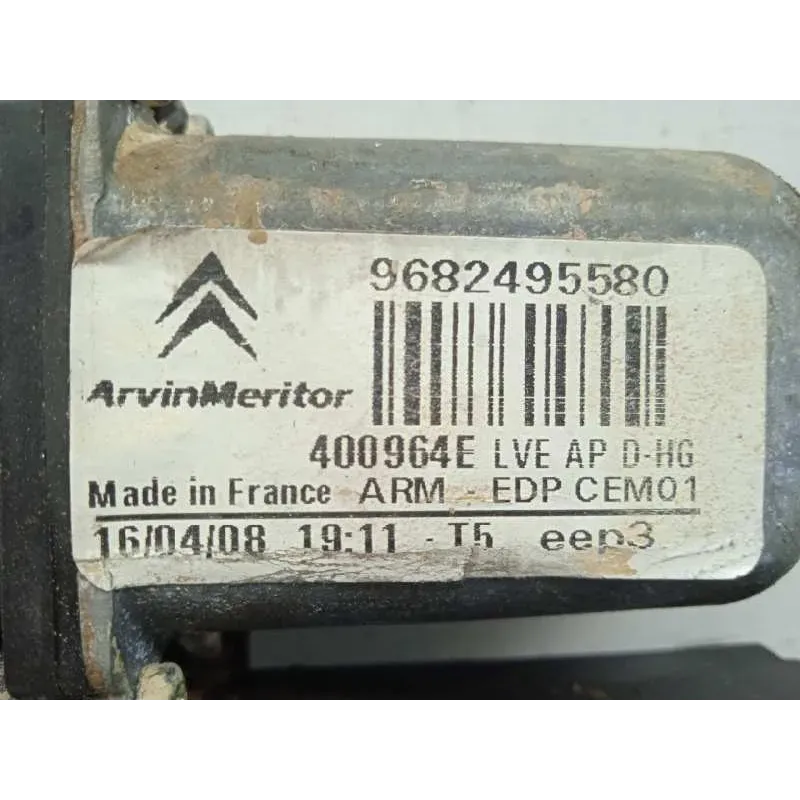 9682495580
ArvinMeritor
400964E LVE AP D-HG
Made in France ARM - EDP CEM01
16/04/08 19:11 - T5 eep3